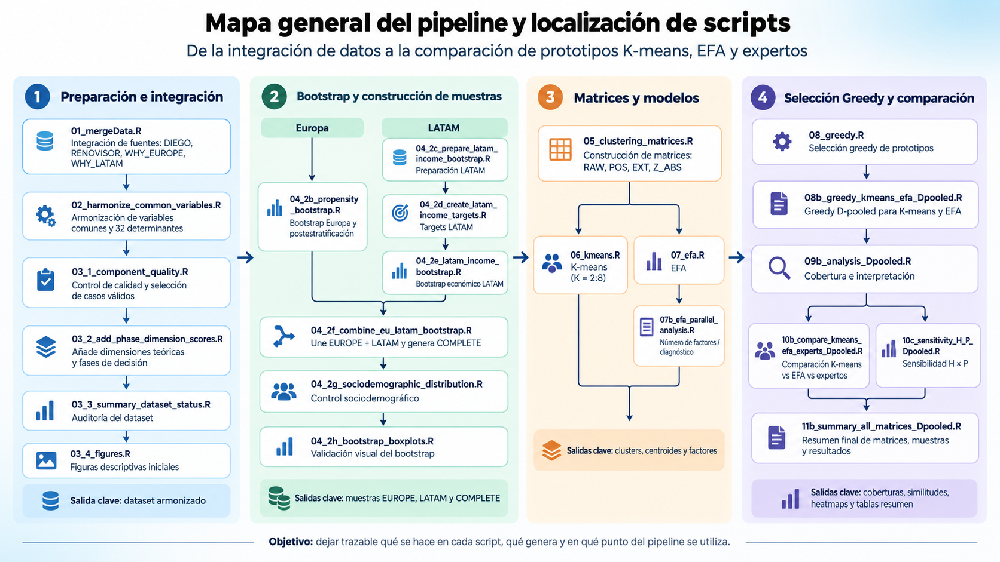 Mapa general del pipeline y localización de scripts
De la integración de datos a la comparación de prototipos K-means, EFA y expertos
1 Preparación e integración
01_mergeData.R
Integración de fuentes: DIEGO,
RENOVISOR, WHY_EUROPE,
WHY_LATAM
02_harmonize_common_variables.R
Armonización de variables
comunes y 32 determinantes
03_1_component_quality.R
Control de calidad y selección
de casos válidos
03_2_add_phase_dimension_scores.R
Añade dimensiones teóricas
y fases de decisión
03_3_summary_dataset_status.R
Auditoría del dataset
03_4_figures.R
Figuras descriptivas iniciales
Salida clave: dataset armonizado
2 Bootstrap y construcción de muestras
Europa
04_2b_propensity
_bootstrap.R
Bootstrap Europa y
postestratificación
LATAM
04_2c_prepare_latam_
income_bootstrap.R
Preparación LATAM
04_2d_create_latam_
income_targets.R
Targets LATAM
04_2e_latam_income_
bootstrap.R
Bootstrap económico LATAM
04_2f_combine_eu_latam_bootstrap.R
Une EUROPE + LATAM y genera COMPLETE
04_2g_sociodemographic_distribution.R
Control sociodemográfico
04_2h_bootstrap_boxplots.R
Validación visual del bootstrap
Salidas clave: muestras EUROPE, LATAM y COMPLETE
3 Matrices y modelos
05_clustering_matrices.R
Construcción de matrices:
RAW, POS, EXT, Z_ABS
06_kmeans.R
K-means
(K = 2:8)
07_efa.R
EFA
07b_efa_parallel_
analysis.R
Número de factores /
diagnóstico
Salidas clave: clusters, centroides y factores
4 Selección Greedy y comparación
08_greedy.R
Selección greedy de prototipos
08b_greedy_kmeans_efa_Dpooled.R
Greedy D-pooled para K-means y EFA
09b_analysis_Dpooled.R
Cobertura e interpretación
10b_compare_kmeans_
efa_experts_Dpooled.R
Comparación K-means
vs EFA vs expertos
10c_sensitivity_H_P_
Dpooled.R
Sensibilidad H × P
11b_summary_all_matrices_Dpooled.R
Resumen final de matrices, muestras
y resultados
Salidas clave: coberturas, similitudes,
heatmaps y tablas resumen
Objetivo: dejar trazable qué se hace en cada script, qué genera y en qué punto del pipeline se utiliza.